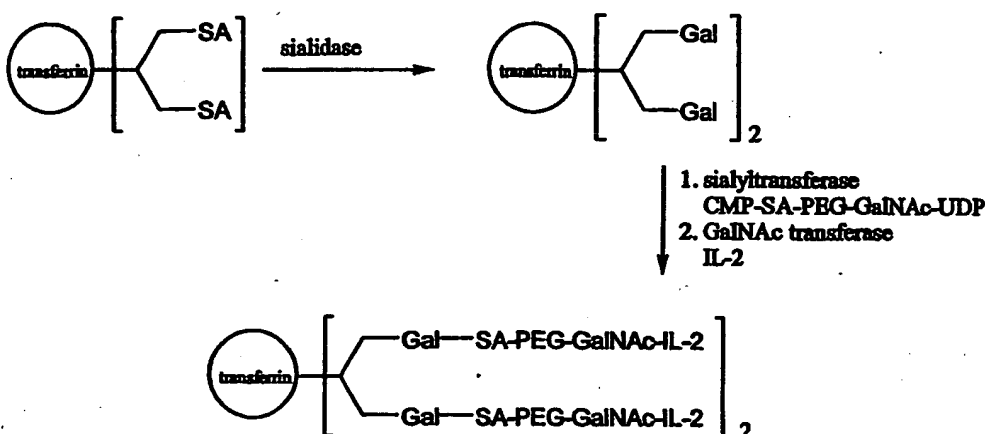 SA
sialidase
transferrin
SA
Gal
transferrin
Gal
2
1. sialyltransferase
CMP-SA-PEG-GalNAc-UDP
2. GalNAc transferase
IL-2
Gal—SA-PEG-GalNAc-IL-2
transferrin
Gal—SA-PEG-GalNAc-IL-2
2